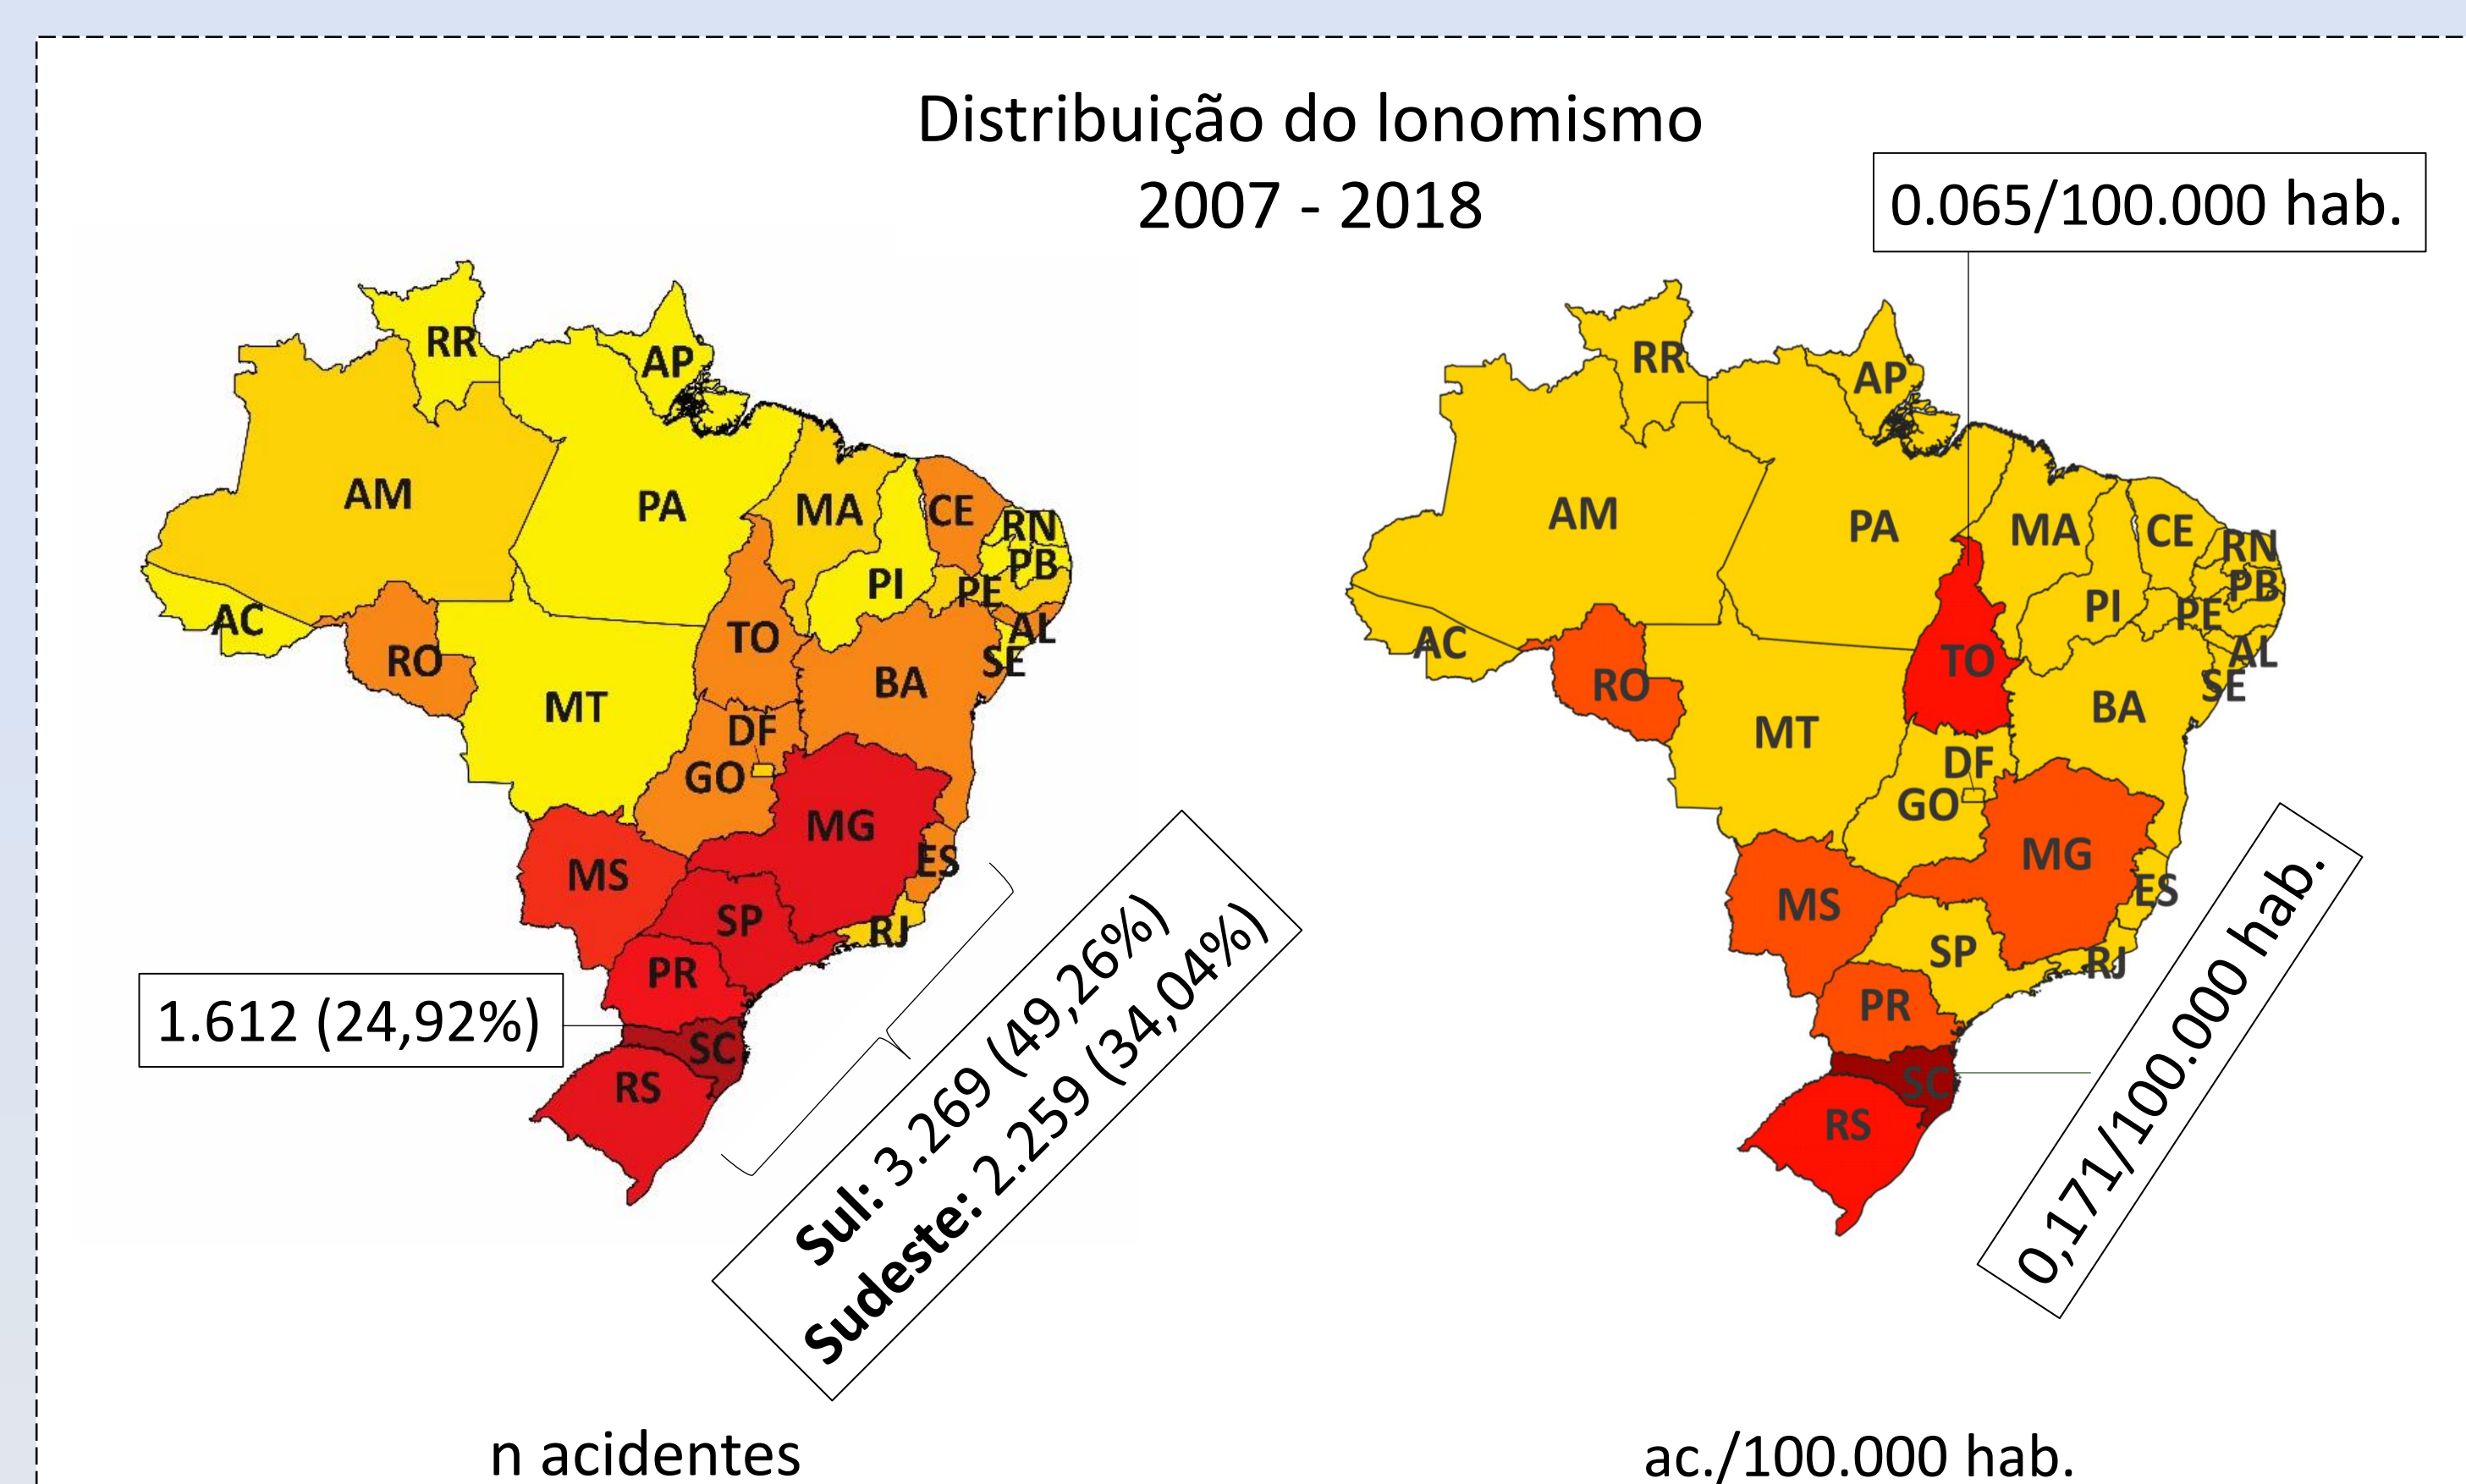 Distribuição do lonomismo
2007 - 2018
0.065/100.000 hab.
RR
AP
AM
PA
MA
CE
RN
PB
PI
PE
AC
AL
TO
SE
RO
BA
MT
DF
GO
MG
MS
ES
SP
RJ
PR
SC
RS
1.612 (24,92%)
Sul: 3.269 (49,26%)
Sudeste: 2.259 (34,04%)
n acidentes
RR
AP
AM
PA
MA
CE
RN
PB
PI
PE
AC
AL
TO
SE
RO
BA
MT
DF
GO
MG
MS
ES
SP
RJ
PR
SC
RS
0,171/100.000 hab.
ac./100.000 hab.